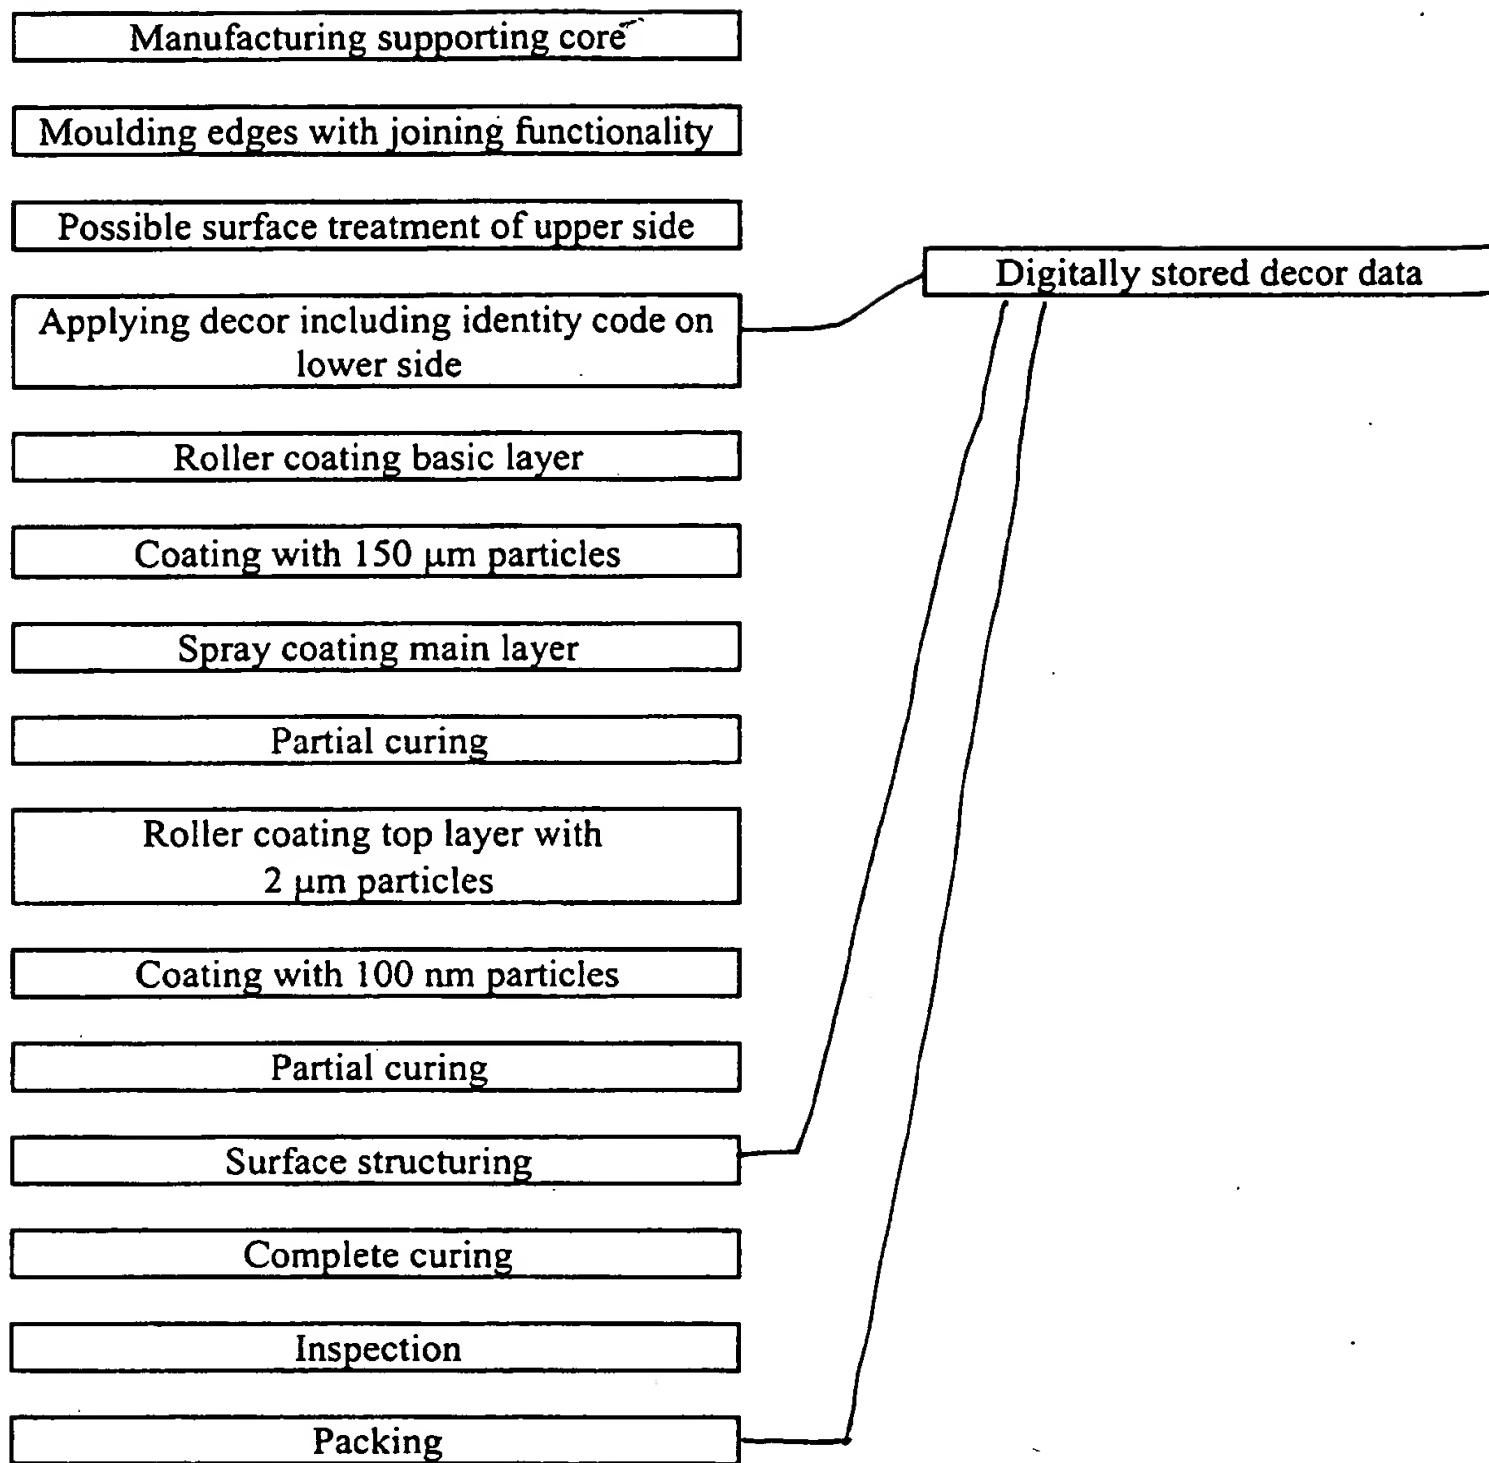 Manufacturing supporting core
Moulding edges with joining functionality
Possible surface treatment of upper side
Digitally stored decor data
Applying decor including identity code on
lower side
Roller coating basic layer
Coating with 150 μm particles
Spray coating main layer
Partial curing
Roller coating top layer with
2 μm particles
Coating with 100 nm particles
Partial curing
Surface structuring
Complete curing
Inspection
Packing